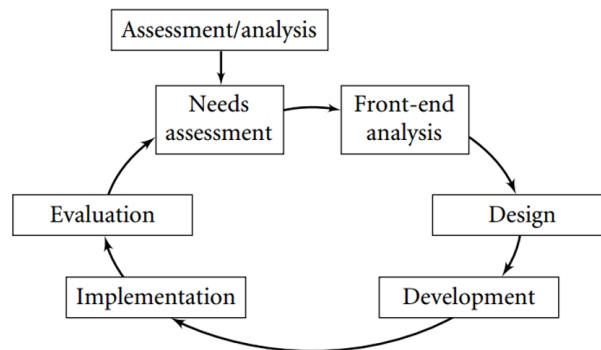 Assessment/analysis
Needs
assessment
Front-end
analysis
Design
Development
Implementation
Evaluation